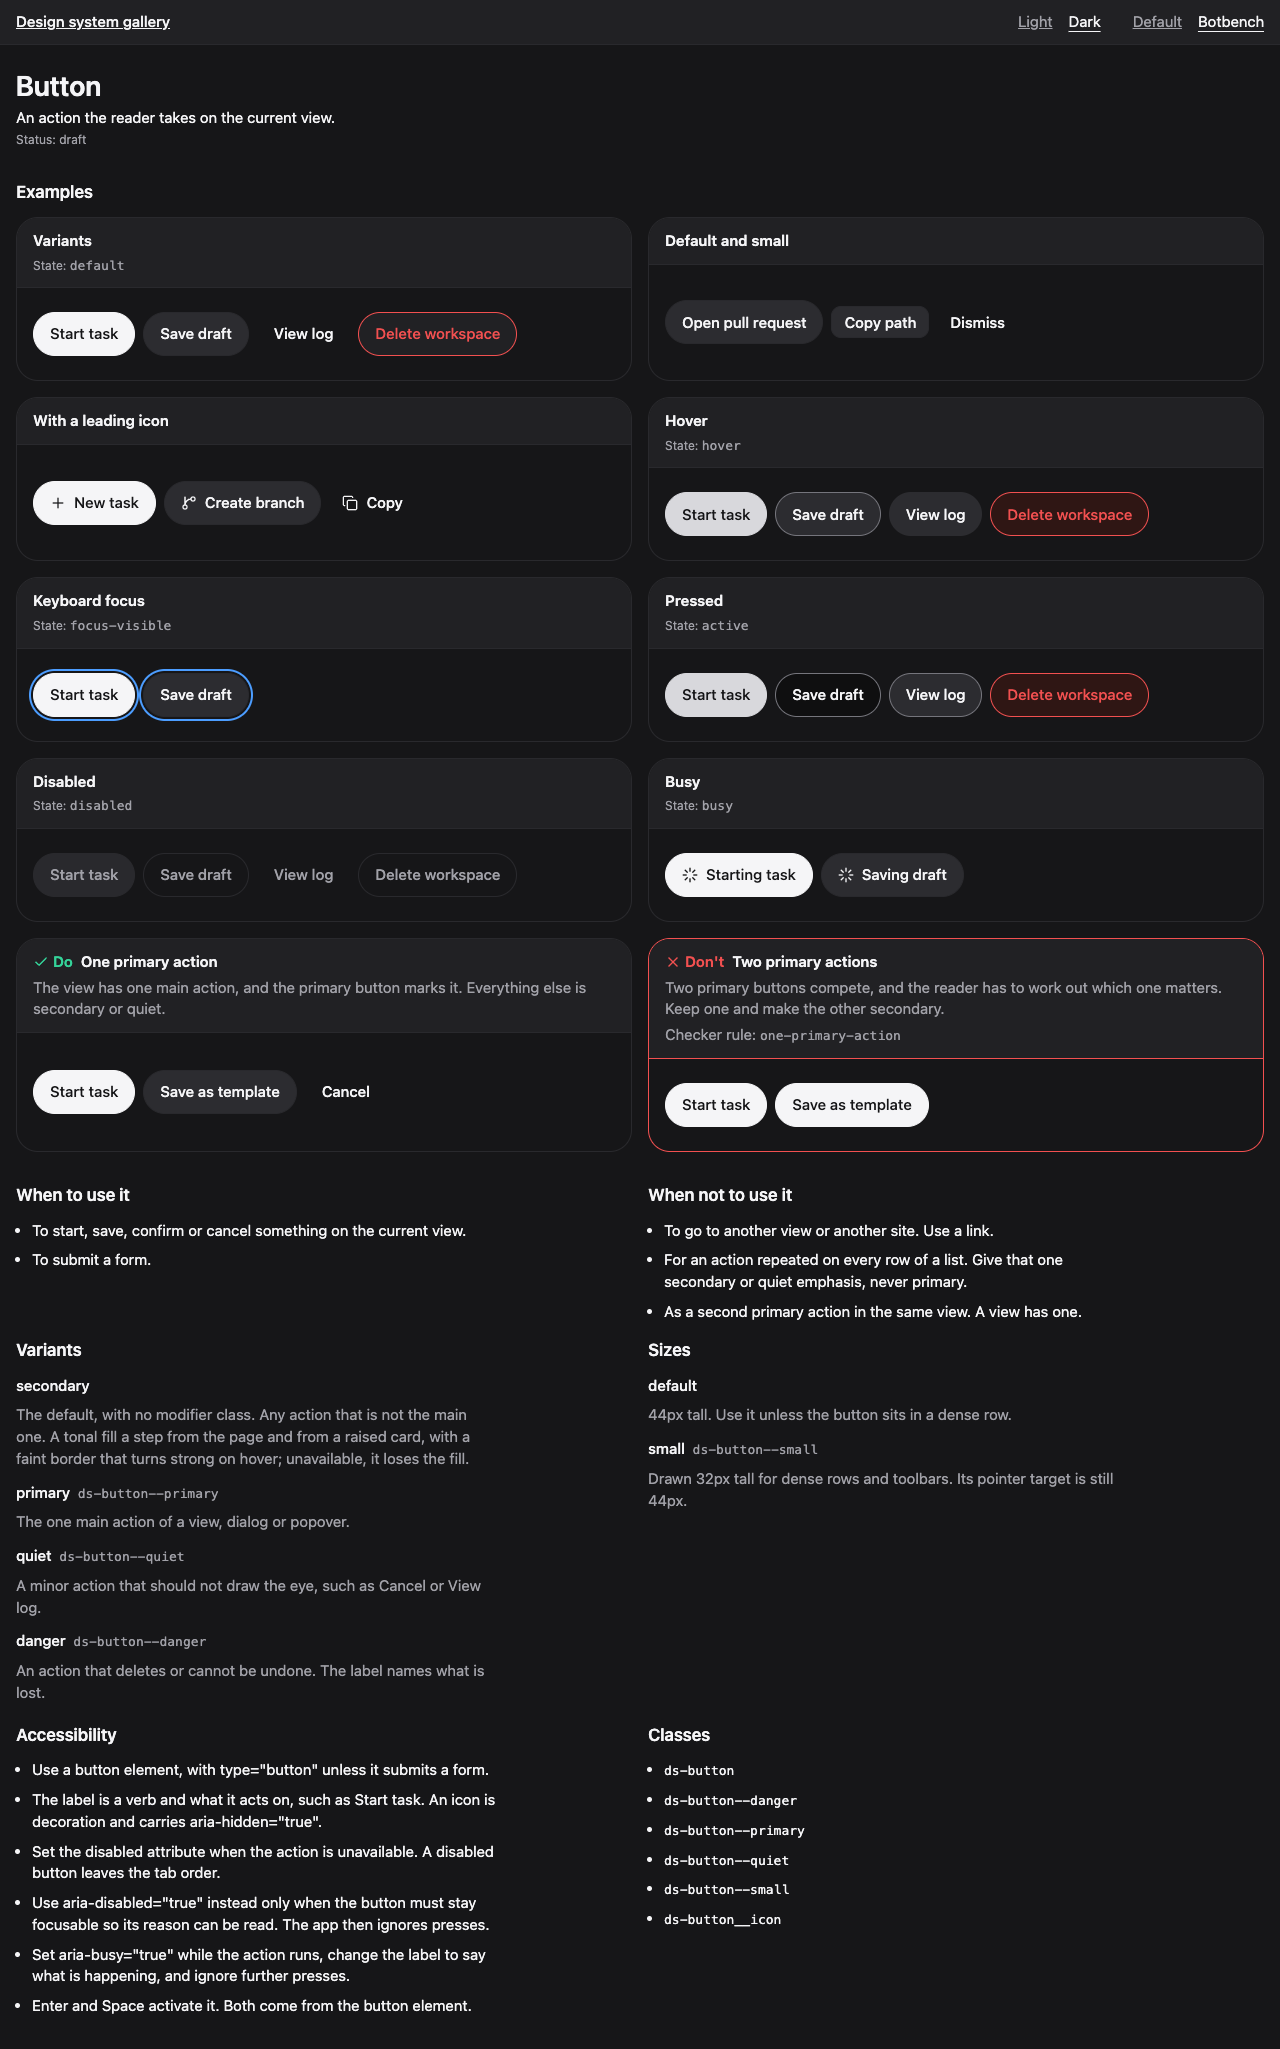 Design system gallery
Light Dark Default Botbench
Button
An action the reader takes on the current view.
Status: draft
Examples
Variants
State: default
Start task Save draft View log Delete workspace
Default and small
Open pull request Copy path Dismiss
With a leading icon
New task Create branch Copy
Hover
State: hover
Start task Save draft View log Delete workspace
Keyboard focus
State: focus-visible
Start task Save draft
Pressed
State: active
Start task Save draft View log Delete workspace
Disabled
State: disabled
Start task Save draft View log Delete workspace
Busy
State: busy
Starting task Saving draft
Do One primary action
The view has one main action, and the primary button marks it. Everything else is
secondary or quiet.
Start task Save as template Cancel
Don't Two primary actions
Two primary buttons compete, and the reader has to work out which one matters.
Keep one and make the other secondary.
Checker rule: one-primary-action
Start task Save as template
When to use it
• To start, save, confirm or cancel something on the current view.
• To submit a form.
When not to use it
• To go to another view or another site. Use a link.
• For an action repeated on every row of a list. Give that one
secondary or quiet emphasis, never primary.
• As a second primary action in the same view. A view has one.
Variants
secondary
The default, with no modifier class. Any action that is not the main
one. A tonal fill a step from the page and from a raised card, with a
faint border that turns strong on hover; unavailable, it loses the fill.
primary ds-button--primary
The one main action of a view, dialog or popover.
quiet ds-button--quiet
A minor action that should not draw the eye, such as Cancel or View
log.
danger ds-button--danger
An action that deletes or cannot be undone. The label names what is
lost.
Sizes
default
44px tall. Use it unless the button sits in a dense row.
small ds-button--small
Drawn 32px tall for dense rows and toolbars. Its pointer target is still
44px.
Accessibility
• Use a button element, with type="button" unless it submits a form.
• The label is a verb and what it acts on, such as Start task. An icon is
decoration and carries aria-hidden="true".
• Set the disabled attribute when the action is unavailable. A disabled
button leaves the tab order.
• Use aria-disabled="true" instead only when the button must stay
focusable so its reason can be read. The app then ignores presses.
• Set aria-busy="true" while the action runs, change the label to say
what is happening, and ignore further presses.
• Enter and Space activate it. Both come from the button element.
Classes
• ds-button
• ds-button--danger
• ds-button--primary
• ds-button--quiet
• ds-button--small
• ds-button__icon